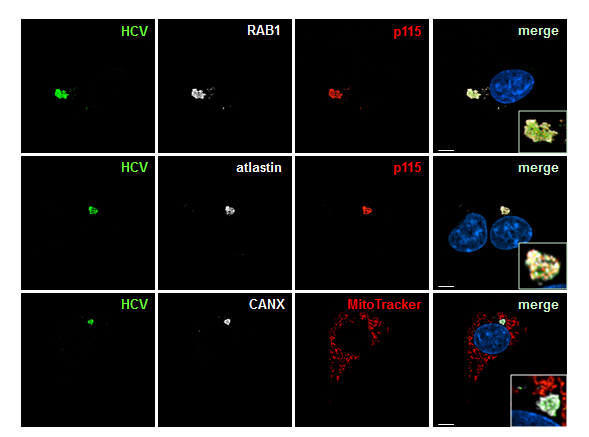 HCV RAB1 p115 merge
HCV atlastin p115 merge
HCV CANX MitoTracker merge